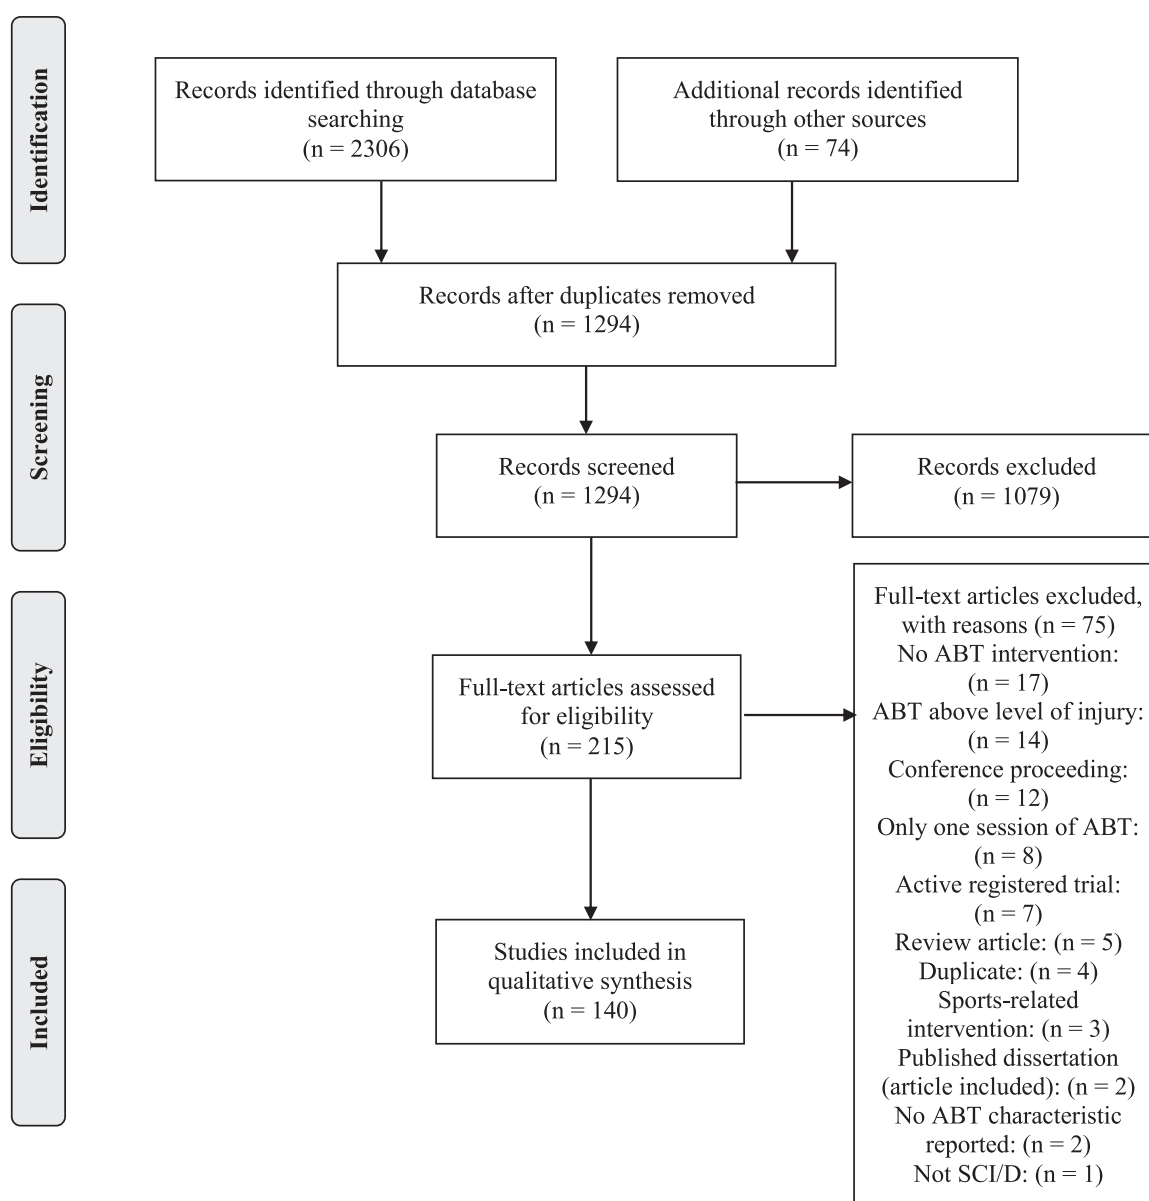 Identification
Records identified through database
searching
(n = 2306)
Additional records identified
through other sources
(n = 74)
Records after duplicates removed
(n = 1294)
Screening
Records screened
(n = 1294)
Records excluded
(n = 1079)
Eligibility
Full-text articles assessed
for eligibility
(n = 215)
Full-text articles excluded,
with reasons (n = 75)
No ABT intervention:
(n = 17)
ABT above level of injury:
(n = 14)
Conference proceeding:
(n = 12)
Only one session of ABT:
(n = 8)
Active registered trial:
(n = 7)
Review article: (n = 5)
Duplicate: (n = 4)
Sports-related
intervention: (n = 3)
Published dissertation
(article included): (n = 2)
No ABT characteristic
reported: (n = 2)
Not SCI/D: (n = 1)
Included
Studies included in
qualitative synthesis
(n = 140)